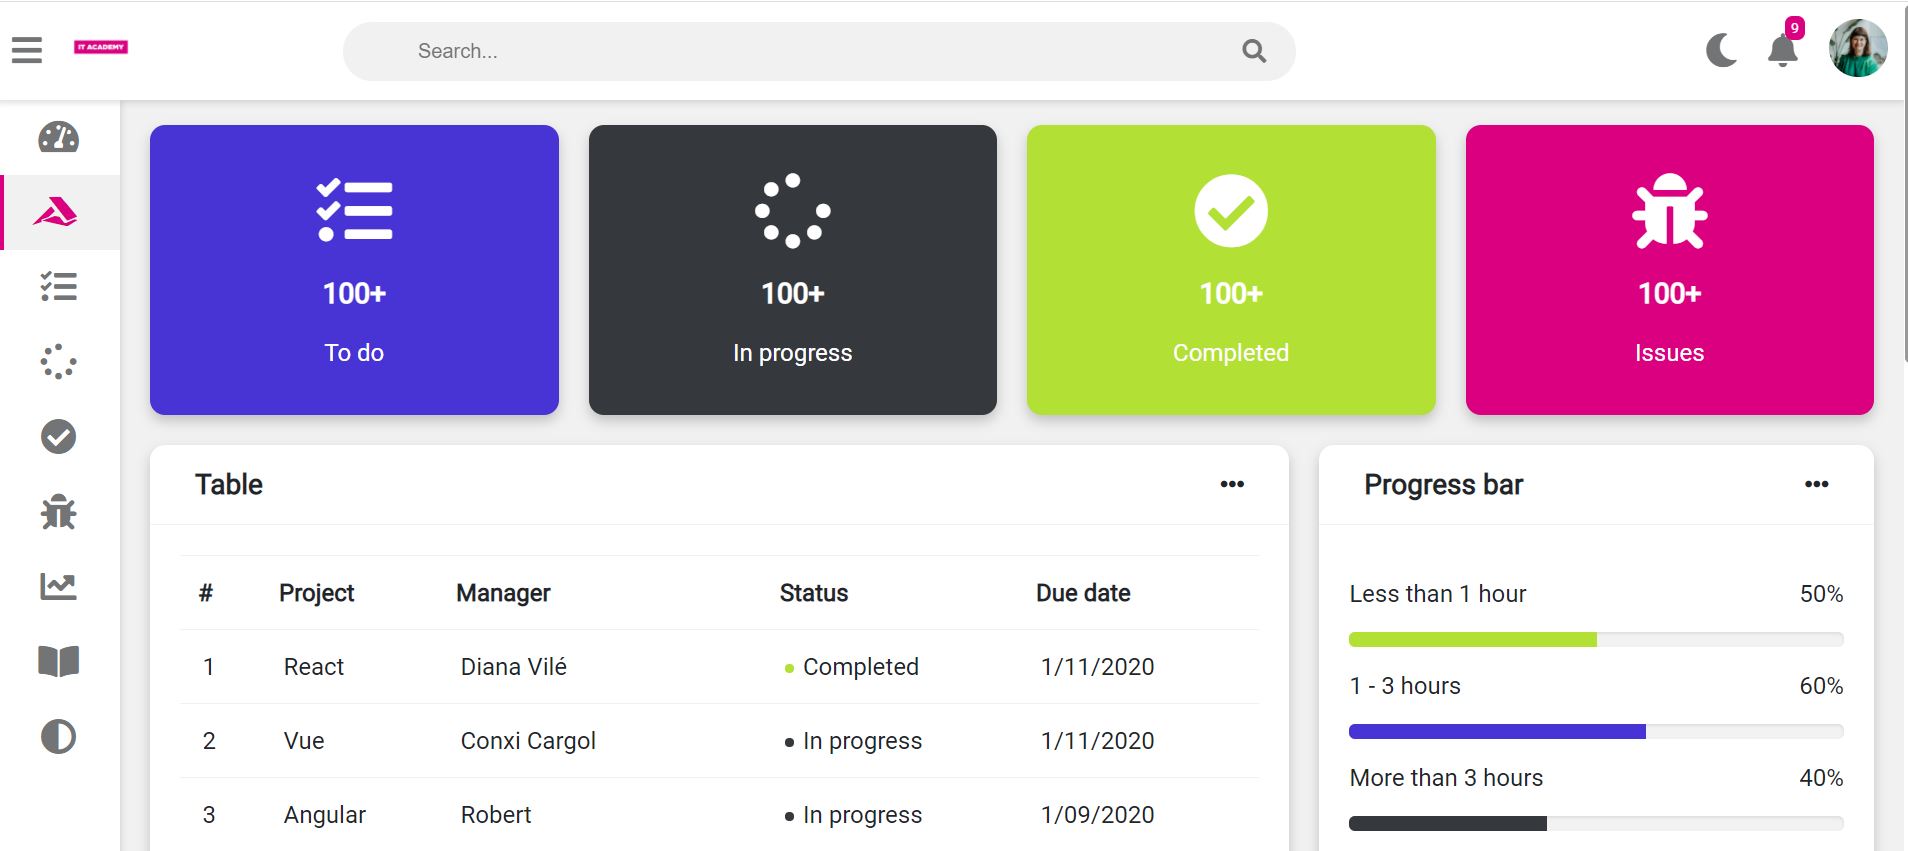 IT ACADEMY
Search...
9
100+
To do
100+
In progress
100+
Completed
100+
Issues
Table
# Project Manager Status Due date
1 React Diana Vilé Completed 1/11/2020
2 Vue Conxi Cargol In progress 1/11/2020
3 Angular Robert In progress 1/09/2020
Progress bar
Less than 1 hour 50%
1 - 3 hours 60%
More than 3 hours 40%